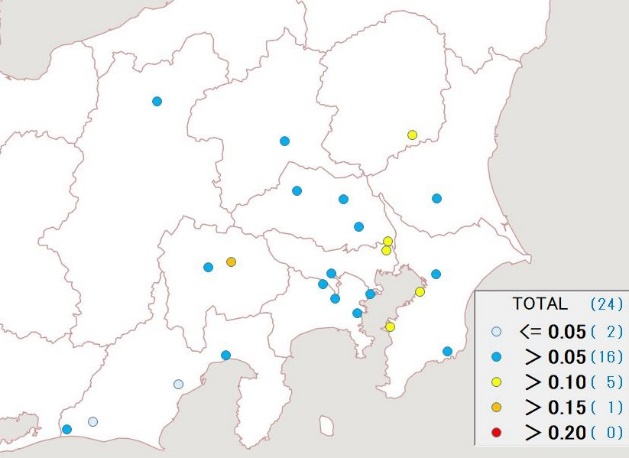 TOTAL (24)
<= 0.05 ( 2)
> 0.05 (16)
> 0.10 ( 5)
> 0.15 ( 1)
> 0.20 ( 0)